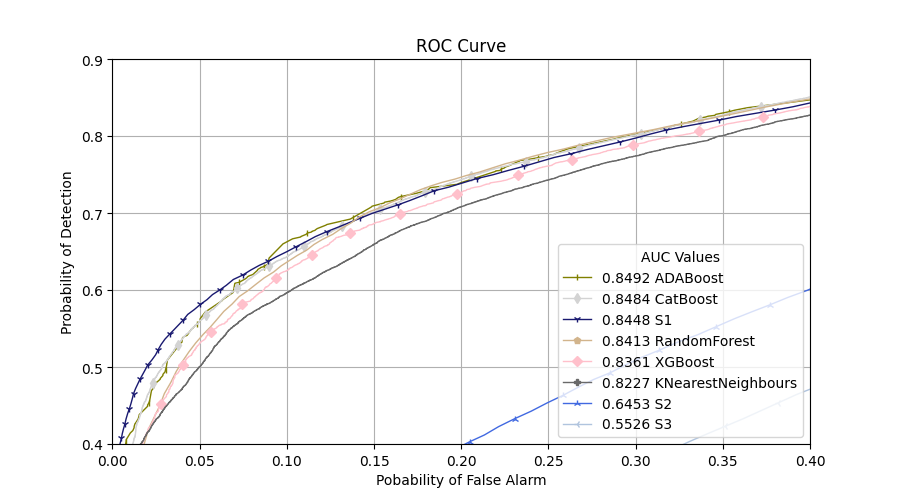 ROC Curve
0.9
0.8
0.7
0.6
0.5
0.4
Probability of Detection
AUC Values
0.8492 ADABoost
0.8484 CatBoost
0.8448 S1
0.8413 RandomForest
0.8361 XGBoost
0.8227 KNearestNeighbours
0.6453 S2
0.5526 S3
0.00 0.05 0.10 0.15 0.20 0.25 0.30 0.35 0.40
Pobability of False Alarm